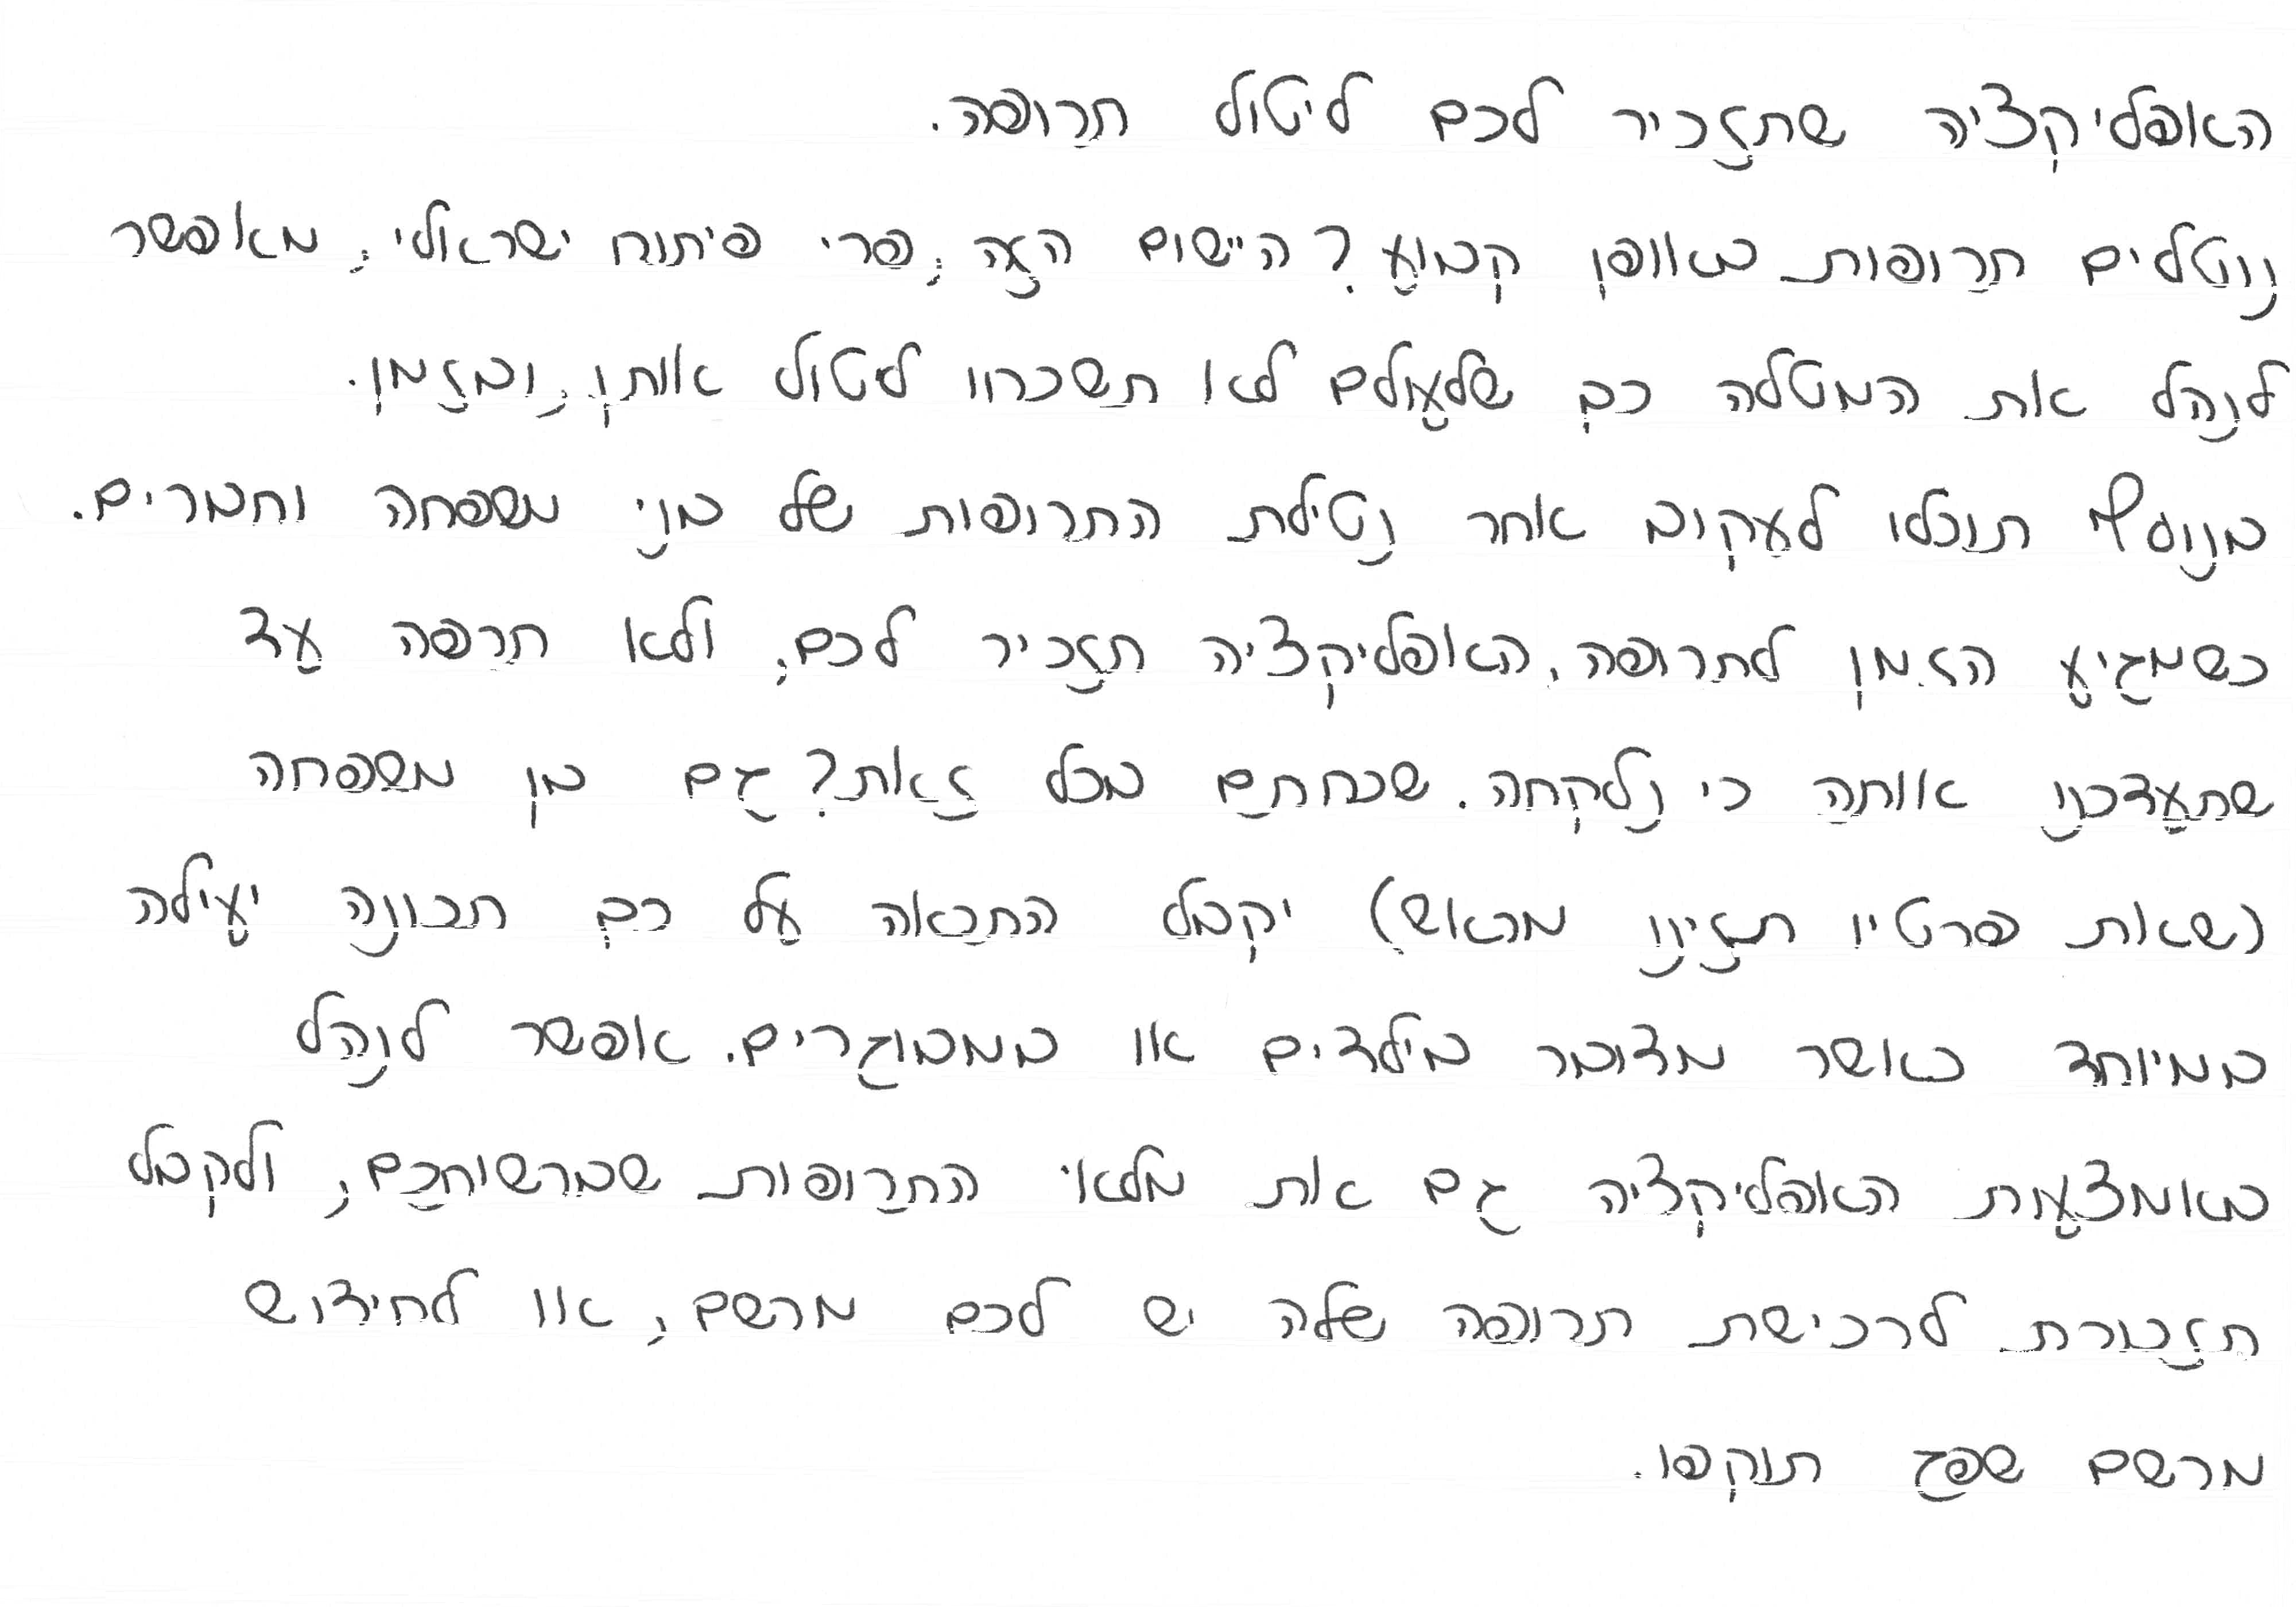 האפליקציה שתזכיר לכם ליטול תרופה.
נוטלים תרופות באופן קבוע? היישום הזה, פרי פיתוח ישראלי, מאפשר
לנהל את המטלה כך שלעולם לא תשכחו ליטול אותן, ובזמן.
בנוסף תוכלו לעקוב אחר נטילת התרופות של בני משפחה וחברים.
כשמגיע הזמן לתרופה, האפליקציה תזכיר לכם, ולא תרפה עד
שתעדכנו אותה כי נלקחה. שכחתם בכל זאת? גם בן משפחה
(שאת פרטיו תזינו מראש) יקבל התראה על כך תכונה יעילה
במיוחד כאשר מדובר בילדים או במבוגרים. אפשר לנהל
באמצעות האפליקציה גם את מלאי התרופות שברשותכם, ולקבל
תזכורת לרכישת תרופה שלה יש לכם מרשם, או לחידוש
מרשם שפג תוקפו.